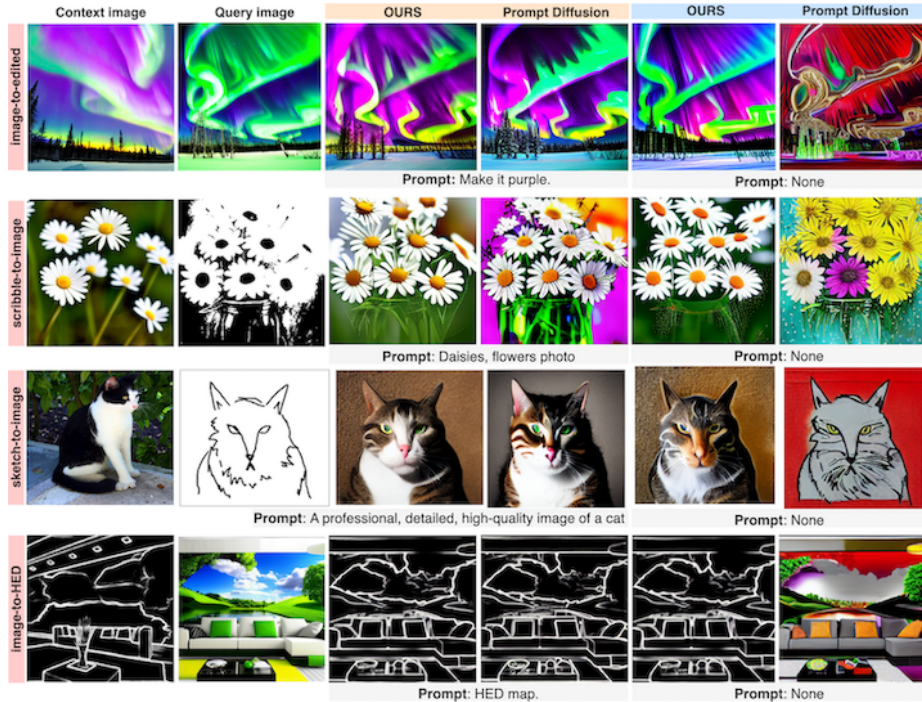 Context image Query image OURS Prompt Diffusion OURS Prompt Diffusion
image-to-edited
Prompt: Make it purple. Prompt: None
scribble-to-image
Prompt: Daisies, flowers photo Prompt: None
sketch-to-image
Prompt: A professional, detailed, high-quality image of a cat Prompt: None
image-to-HED
Prompt: HED map. Prompt: None